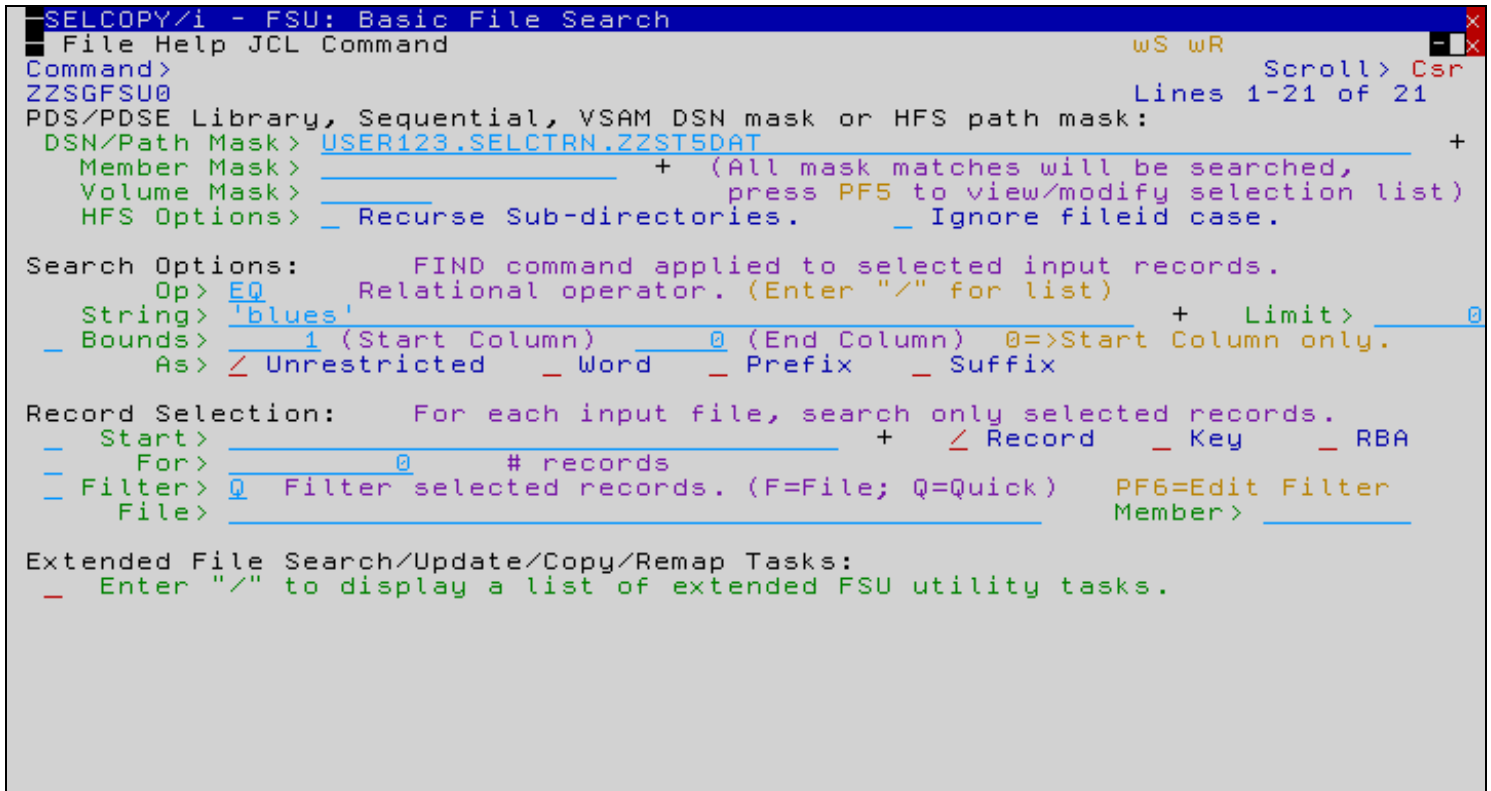 SELCOPY/i - FSU: Basic File Search x
File Help JCL Command wS wR - x
Command> Scroll> Csr
ZZSGFSU0 Lines 1-21 of 21
PDS/PDSE Library, Sequential, VSAM DSN mask or HFS path mask:
DSN/Path Mask> USER123.SELCTRN.ZZST5DAT +
Member Mask> + (All mask matches will be searched,
Volume Mask> press PF5 to view/modify selection list)
HFS Options> _ Recurse Sub-directories. _ Ignore fileid case.
Search Options: FIND command applied to selected input records.
Op> EQ Relational operator. (Enter "/" for list)
String> 'blues' + Limit> 0
_ Bounds> 1 (Start Column) 0 (End Column) 0=>Start Column only.
As> / Unrestricted _ Word _ Prefix _ Suffix
Record Selection: For each input file, search only selected records.
_ Start> + / Record _ Key _ RBA
_ For> 0 # records
_ Filter> Q Filter selected records. (F=File; Q=Quick) PF6=Edit Filter
File> Member>
Extended File Search/Update/Copy/Remap Tasks:
_ Enter "/" to display a list of extended FSU utility tasks.